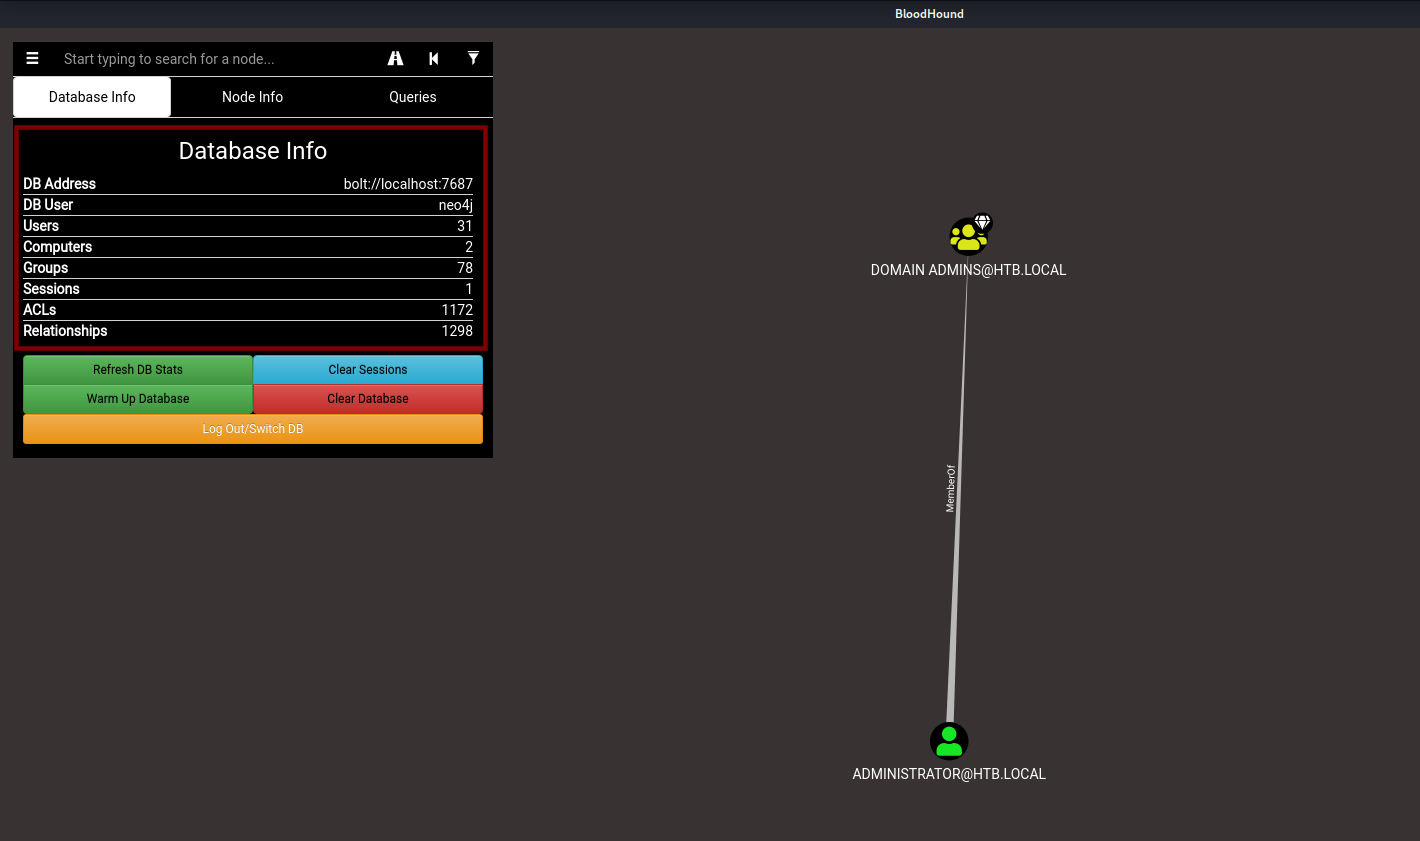 BloodHound
Start typing to search for a node...
Database Info Node Info Queries
Database Info
DB Address bolt://localhost:7687
DB User neo4j
Users 31
Computers 2
Groups 78
Sessions 1
ACLs 1172
Relationships 1298
Refresh DB Stats Clear Sessions
Warm Up Database Clear Database
Log Out/Switch DB
DOMAIN ADMINS@HTB.LOCAL
MemberOf
ADMINISTRATOR@HTB.LOCAL